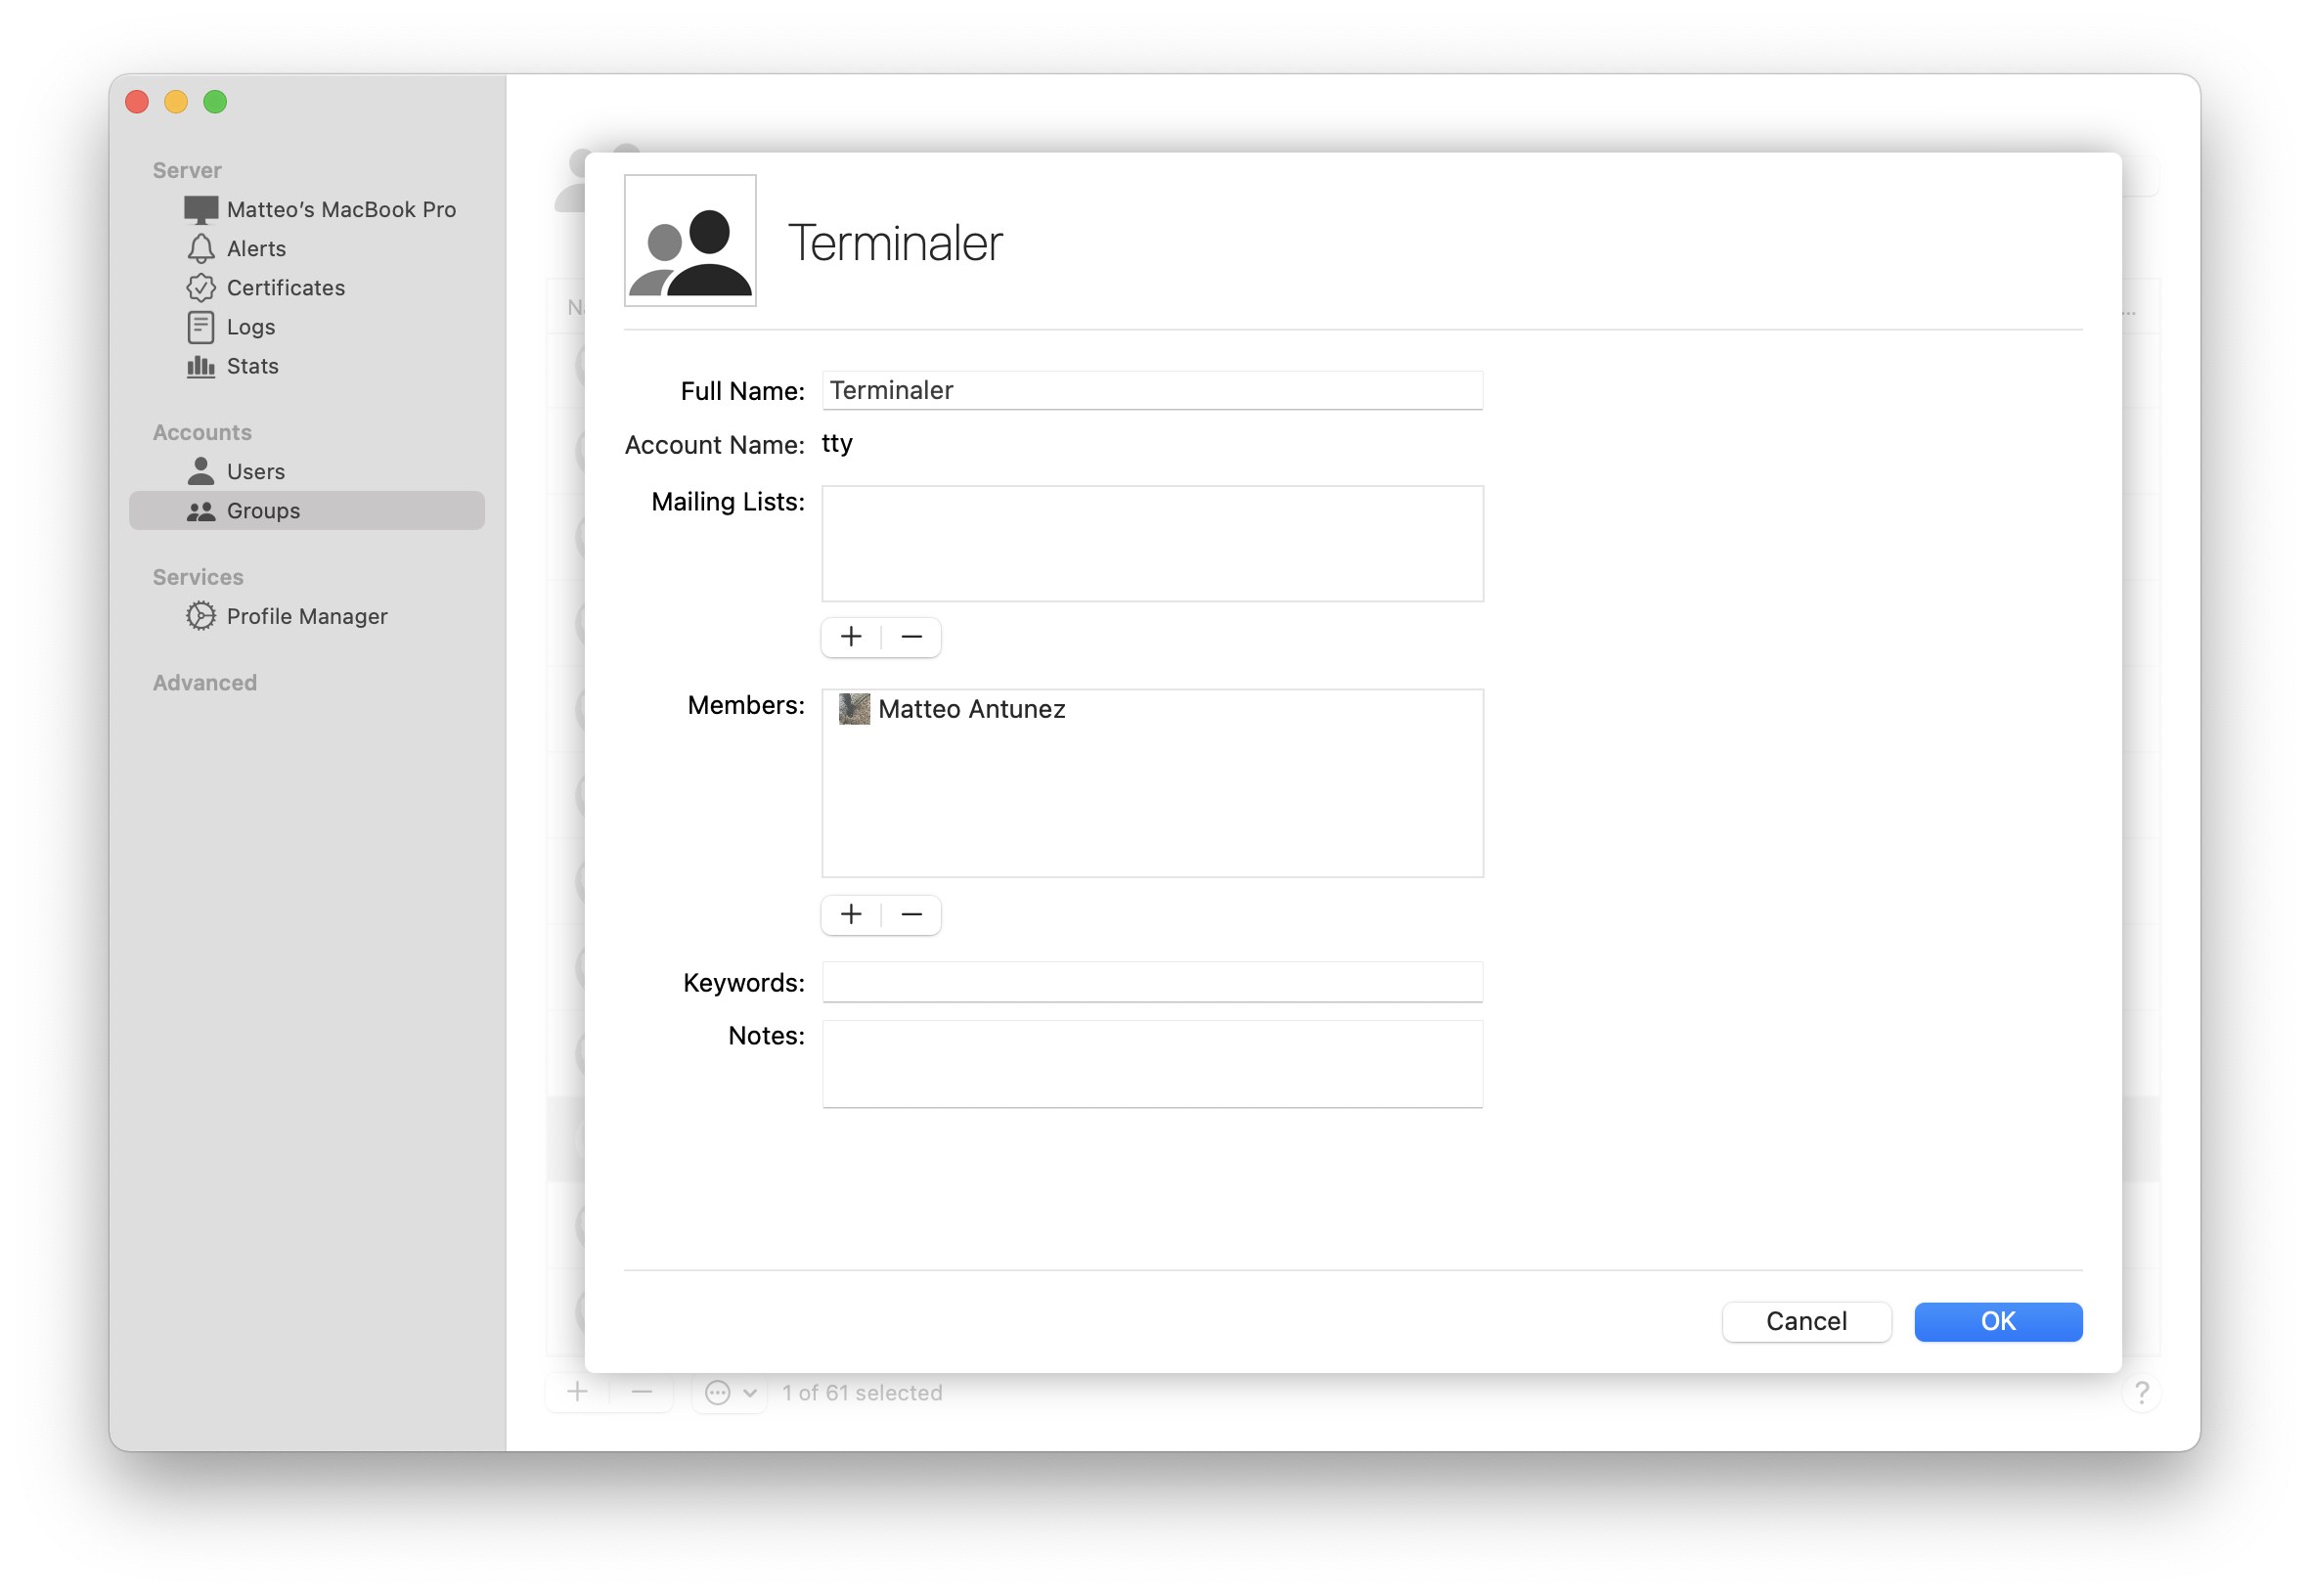 Server
Matteo’s MacBook Pro
Alerts
Certificates
Logs
Stats
Accounts
Users
Groups
Services
Profile Manager
Advanced
Terminaler
Full Name: Terminaler
Account Name: tty
Mailing Lists:
Members: Matteo Antunez
Keywords:
Notes:
Cancel OK
1 of 61 selected
?